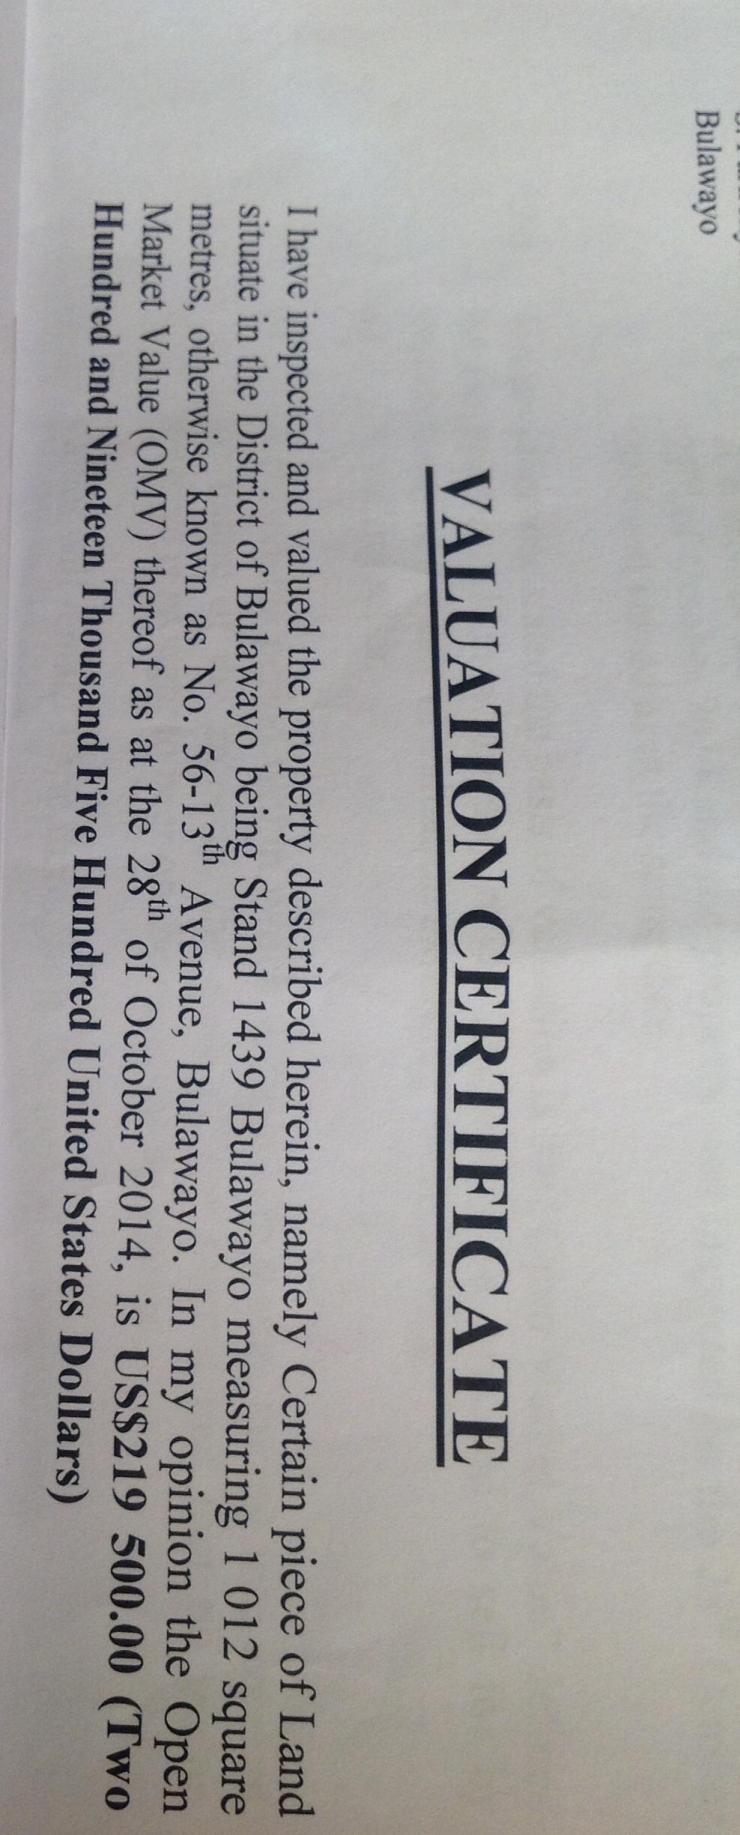 Bulawayo
VALUATION CERTIFICATE
I have inspected and valued the property described herein, namely Certain piece of Land
situate in the District of Bulawayo being Stand 1439 Bulawayo measuring 1 012 square
metres, otherwise known as No. 56-13th Avenue, Bulawayo. In my opinion the Open
Market Value (OMV) thereof as at the 28th of October 2014, is US$219 500.00 (Two
Hundred and Nineteen Thousand Five Hundred United States Dollars)